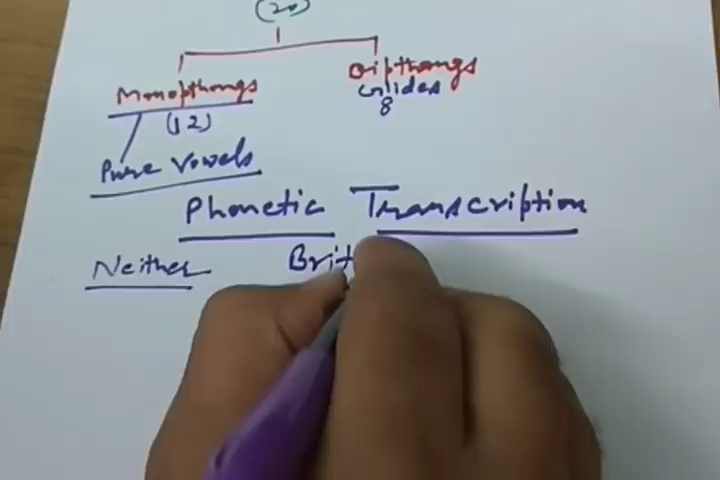 (20)
Monopthongs Dipthongs
(12) Glides
8
Pure Vowels
Phonetic Transcription
Neither Brit